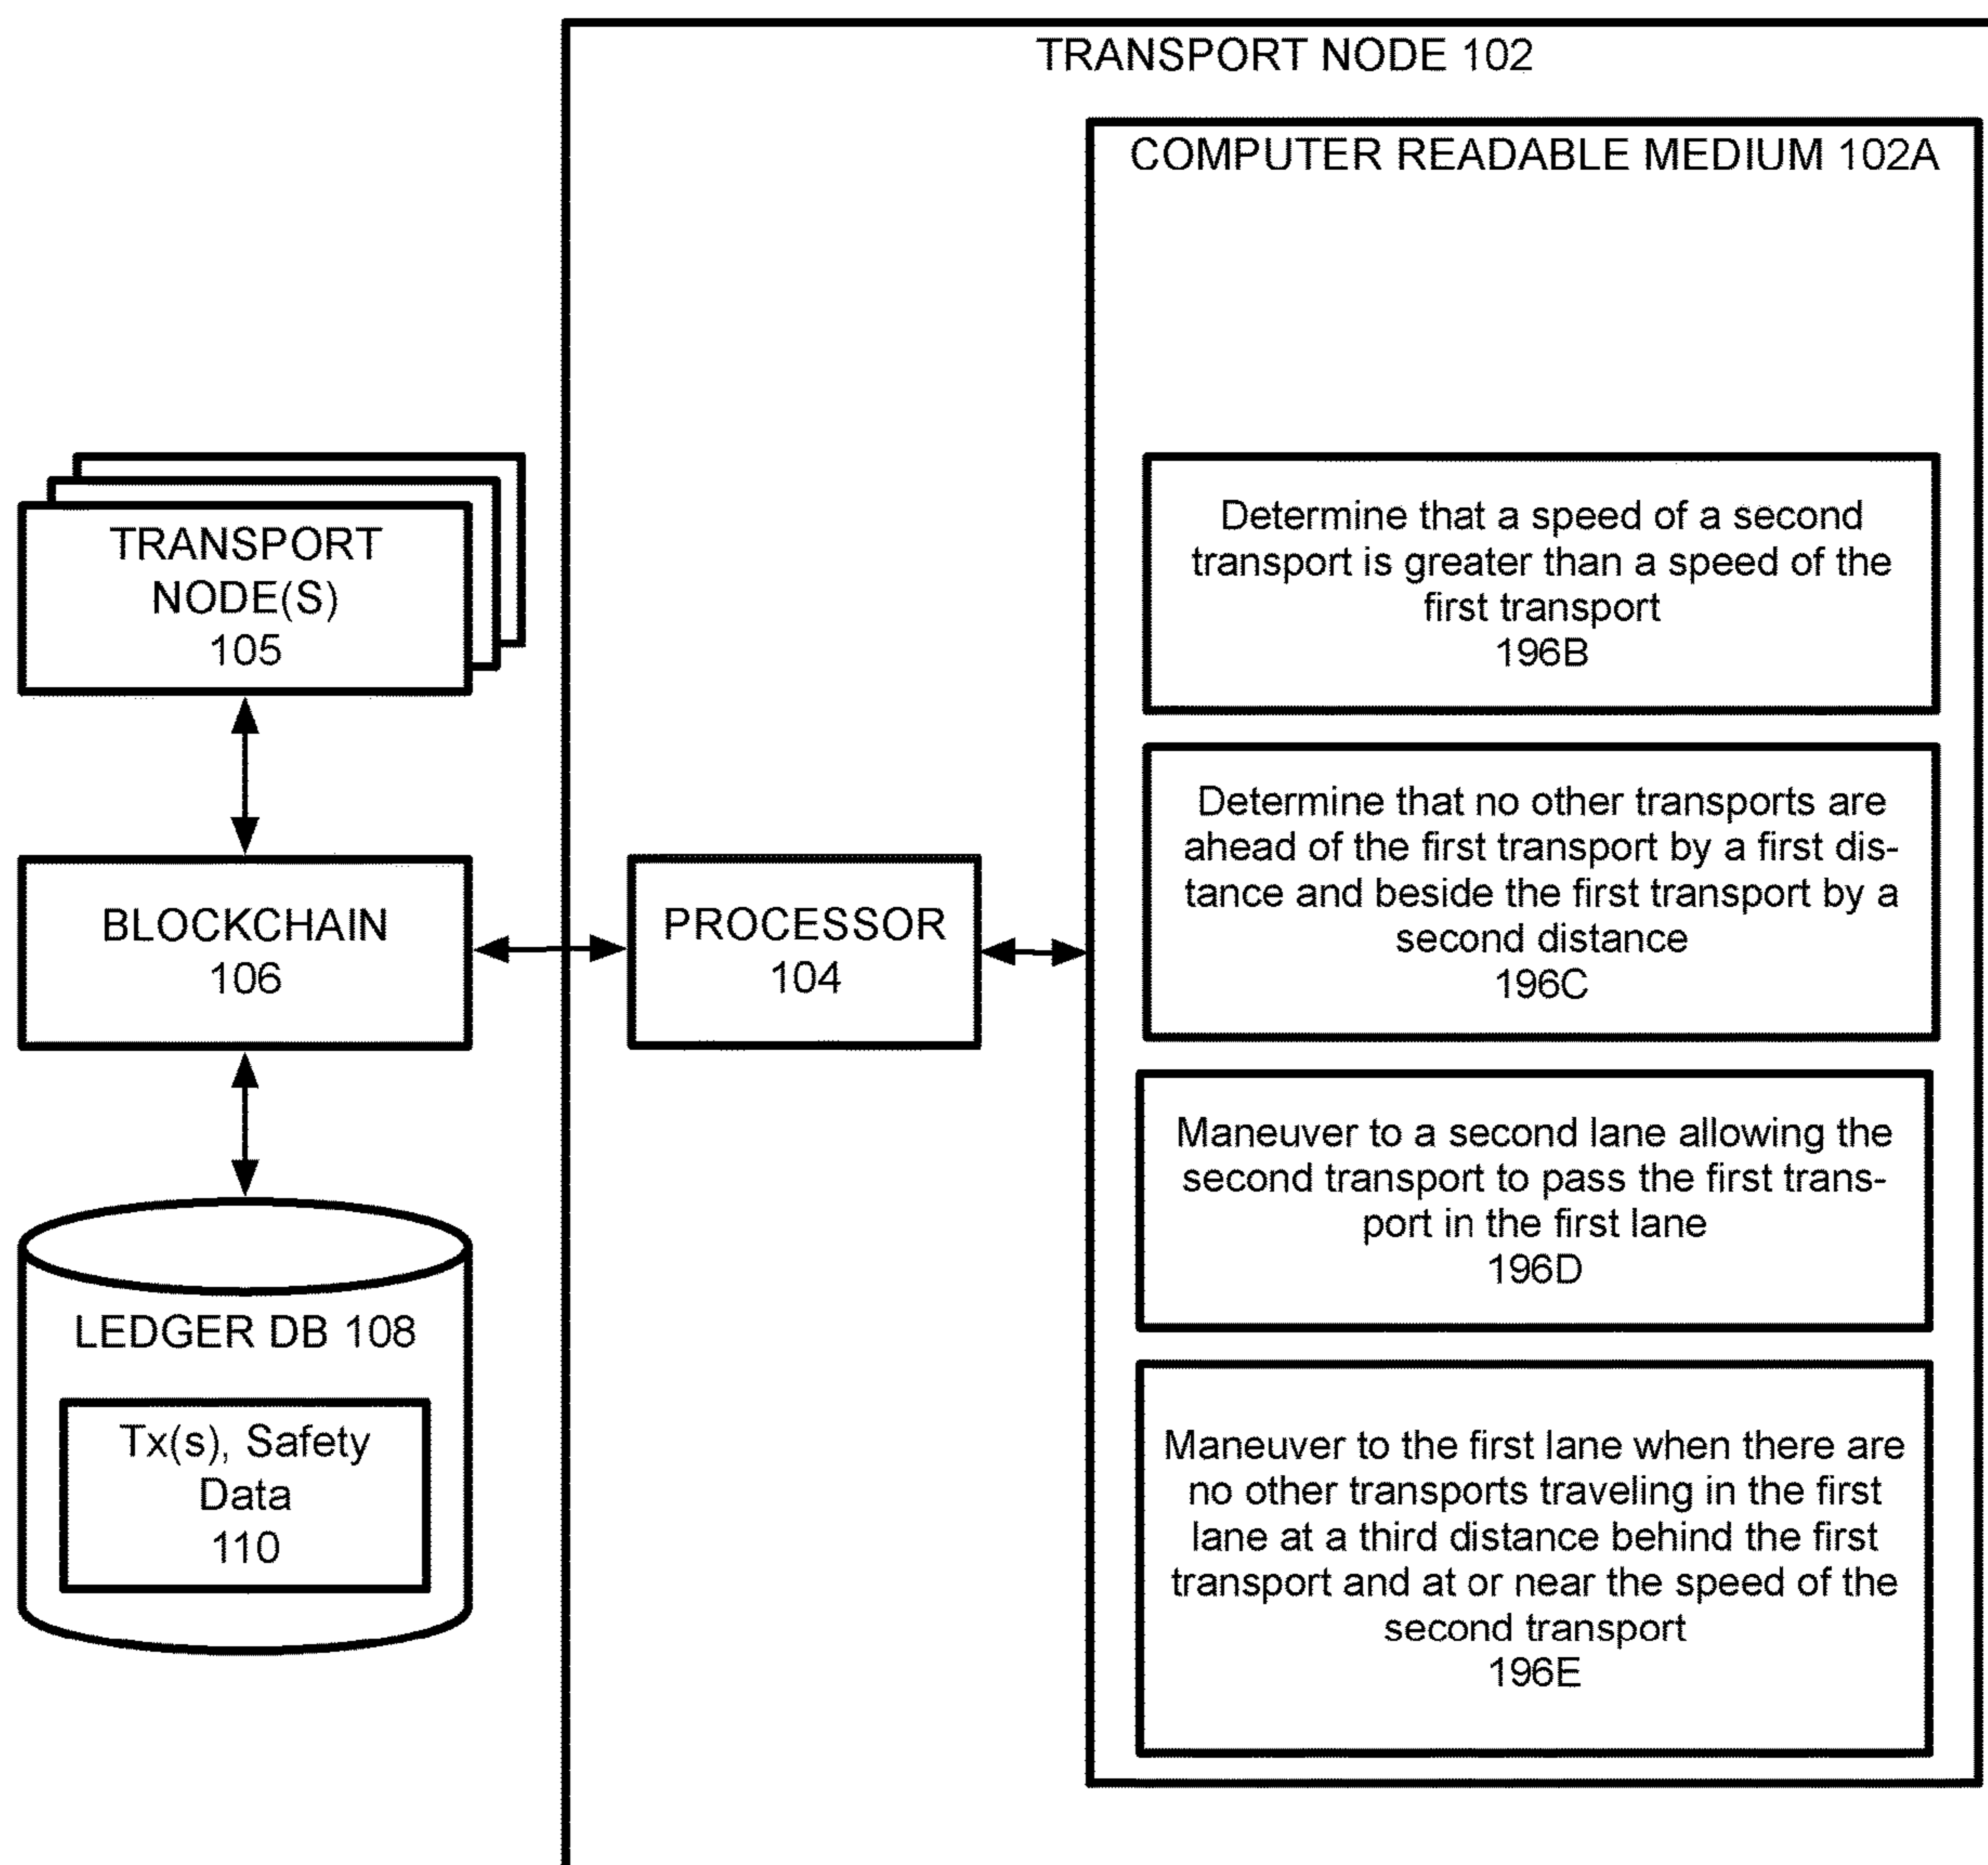 TRANSPORT NODE 102
COMPUTER READABLE MEDIUM 102A
TRANSPORT
NODE(S)
105
BLOCKCHAIN
106
LEDGER DB 108
Tx(s), Safety
Data
110
PROCESSOR
104
Determine that a speed of a second
transport is greater than a speed of the
first transport
196B
Determine that no other transports are
ahead of the first transport by a first dis-
tance and beside the first transport by a
second distance
196C
Maneuver to a second lane allowing the
second transport to pass the first trans-
port in the first lane
196D
Maneuver to the first lane when there are
no other transports traveling in the first
lane at a third distance behind the first
transport and at or near the speed of the
second transport
196E